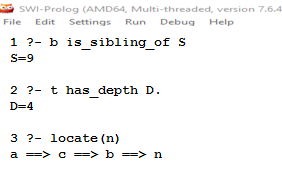 SWI-Prolog (AMD64, Multi-threaded, version 7.6.4
File Edit Settings Run Debug Help
1 ?- b is_sibling_of S
S=9
2 ?- t has_depth D.
D=4
3 ?- locate(n)
a ==> c ==> b ==> n